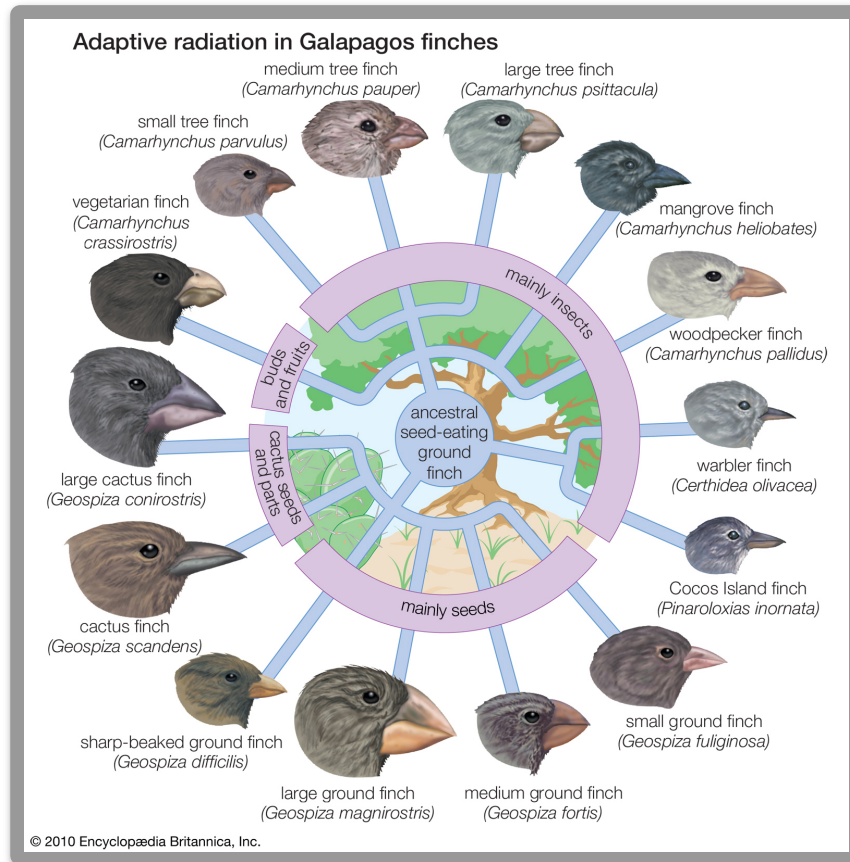 Adaptive radiation in Galapagos finches
medium tree finch
(Camarhynchus pauper)
large tree finch
(Camarhynchus psittacula)
small tree finch
(Camarhynchus parvulus)
mangrove finch
(Camarhynchus heliobates)
vegetarian finch
(Camarhynchus
crassirostris)
woodpecker finch
(Camarhynchus pallidus)
mainly insects
buds
and fruits
ancestral
seed-eating
ground
finch
cactus seeds
and parts
large cactus finch
(Geospiza conirostris)
warbler finch
(Certhidea olivacea)
cactus finch
(Geospiza scandens)
Cocos Island finch
(Pinaroloxias inornata)
mainly seeds
sharp-beaked ground finch
(Geospiza difficilis)
small ground finch
(Geospiza fuliginosa)
large ground finch
(Geospiza magnirostris)
medium ground finch
(Geospiza fortis)
© 2010 Encyclopædia Britannica, Inc.